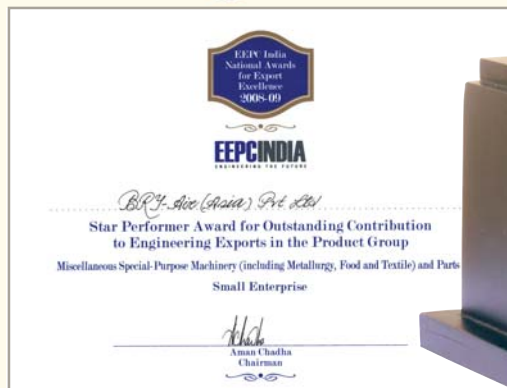 EEPC India
National Awards
for Export
Excellence
2008-09
EEPCINDIA
ENGINEERING THE FUTURE
BRY-Air (Asia) Pvt Ltd
Star Performer Award for Outstanding Contribution
to Engineering Exports in the Product Group
Miscellaneous Special-Purpose Machinery (including Metallurgy, Food and Textile) and Parts
Small Enterprise
Aman Chadha
Chairman